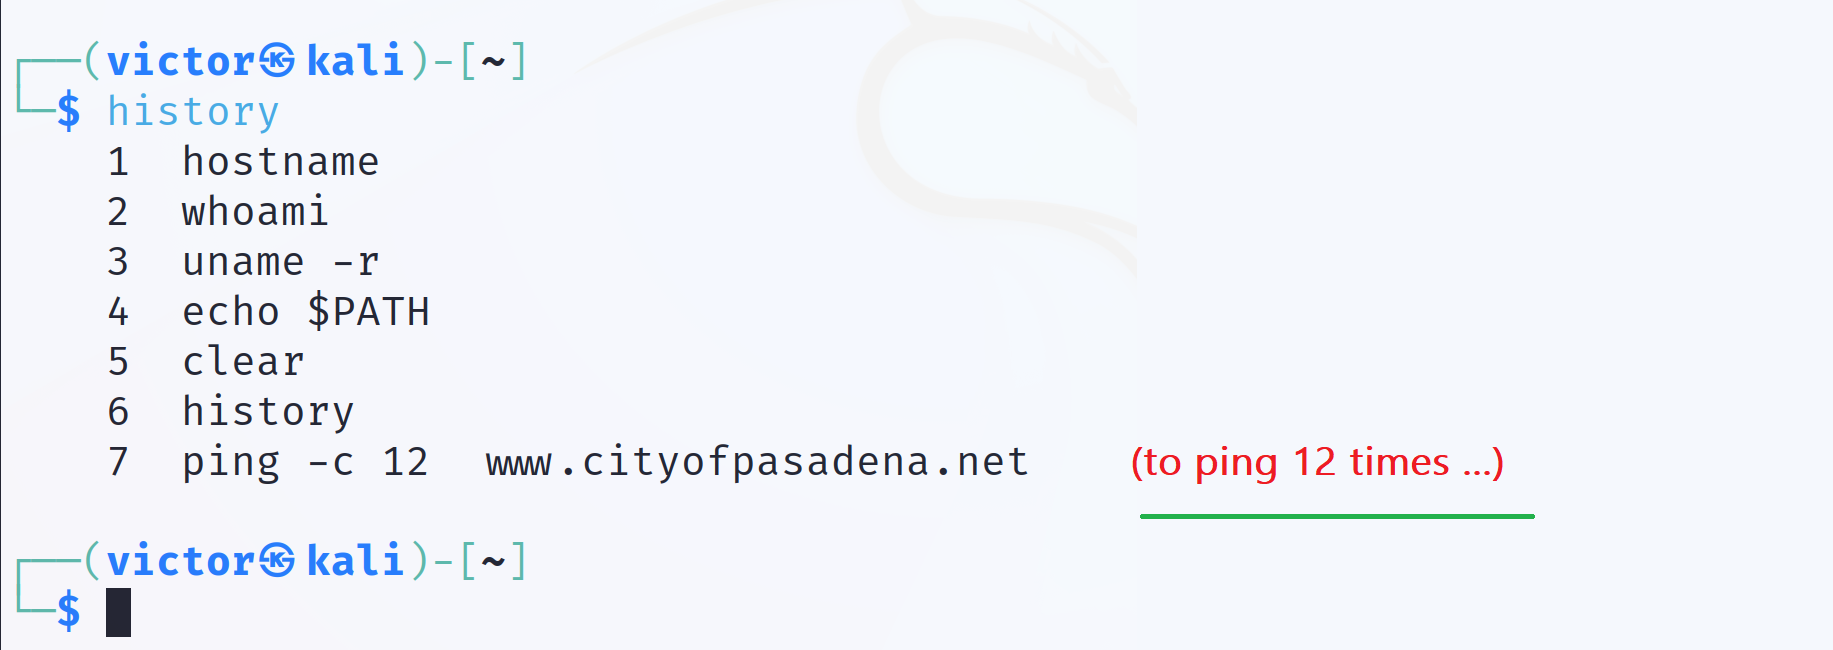 ┌──(victor㉿kali)-[~]
└─$ history
1 hostname
2 whoami
3 uname -r
4 echo $PATH
5 clear
6 history
7 ping -c 12  www.cityofpasadena.net (to ping 12 times ...)
┌──(victor㉿kali)-[~]
└─$